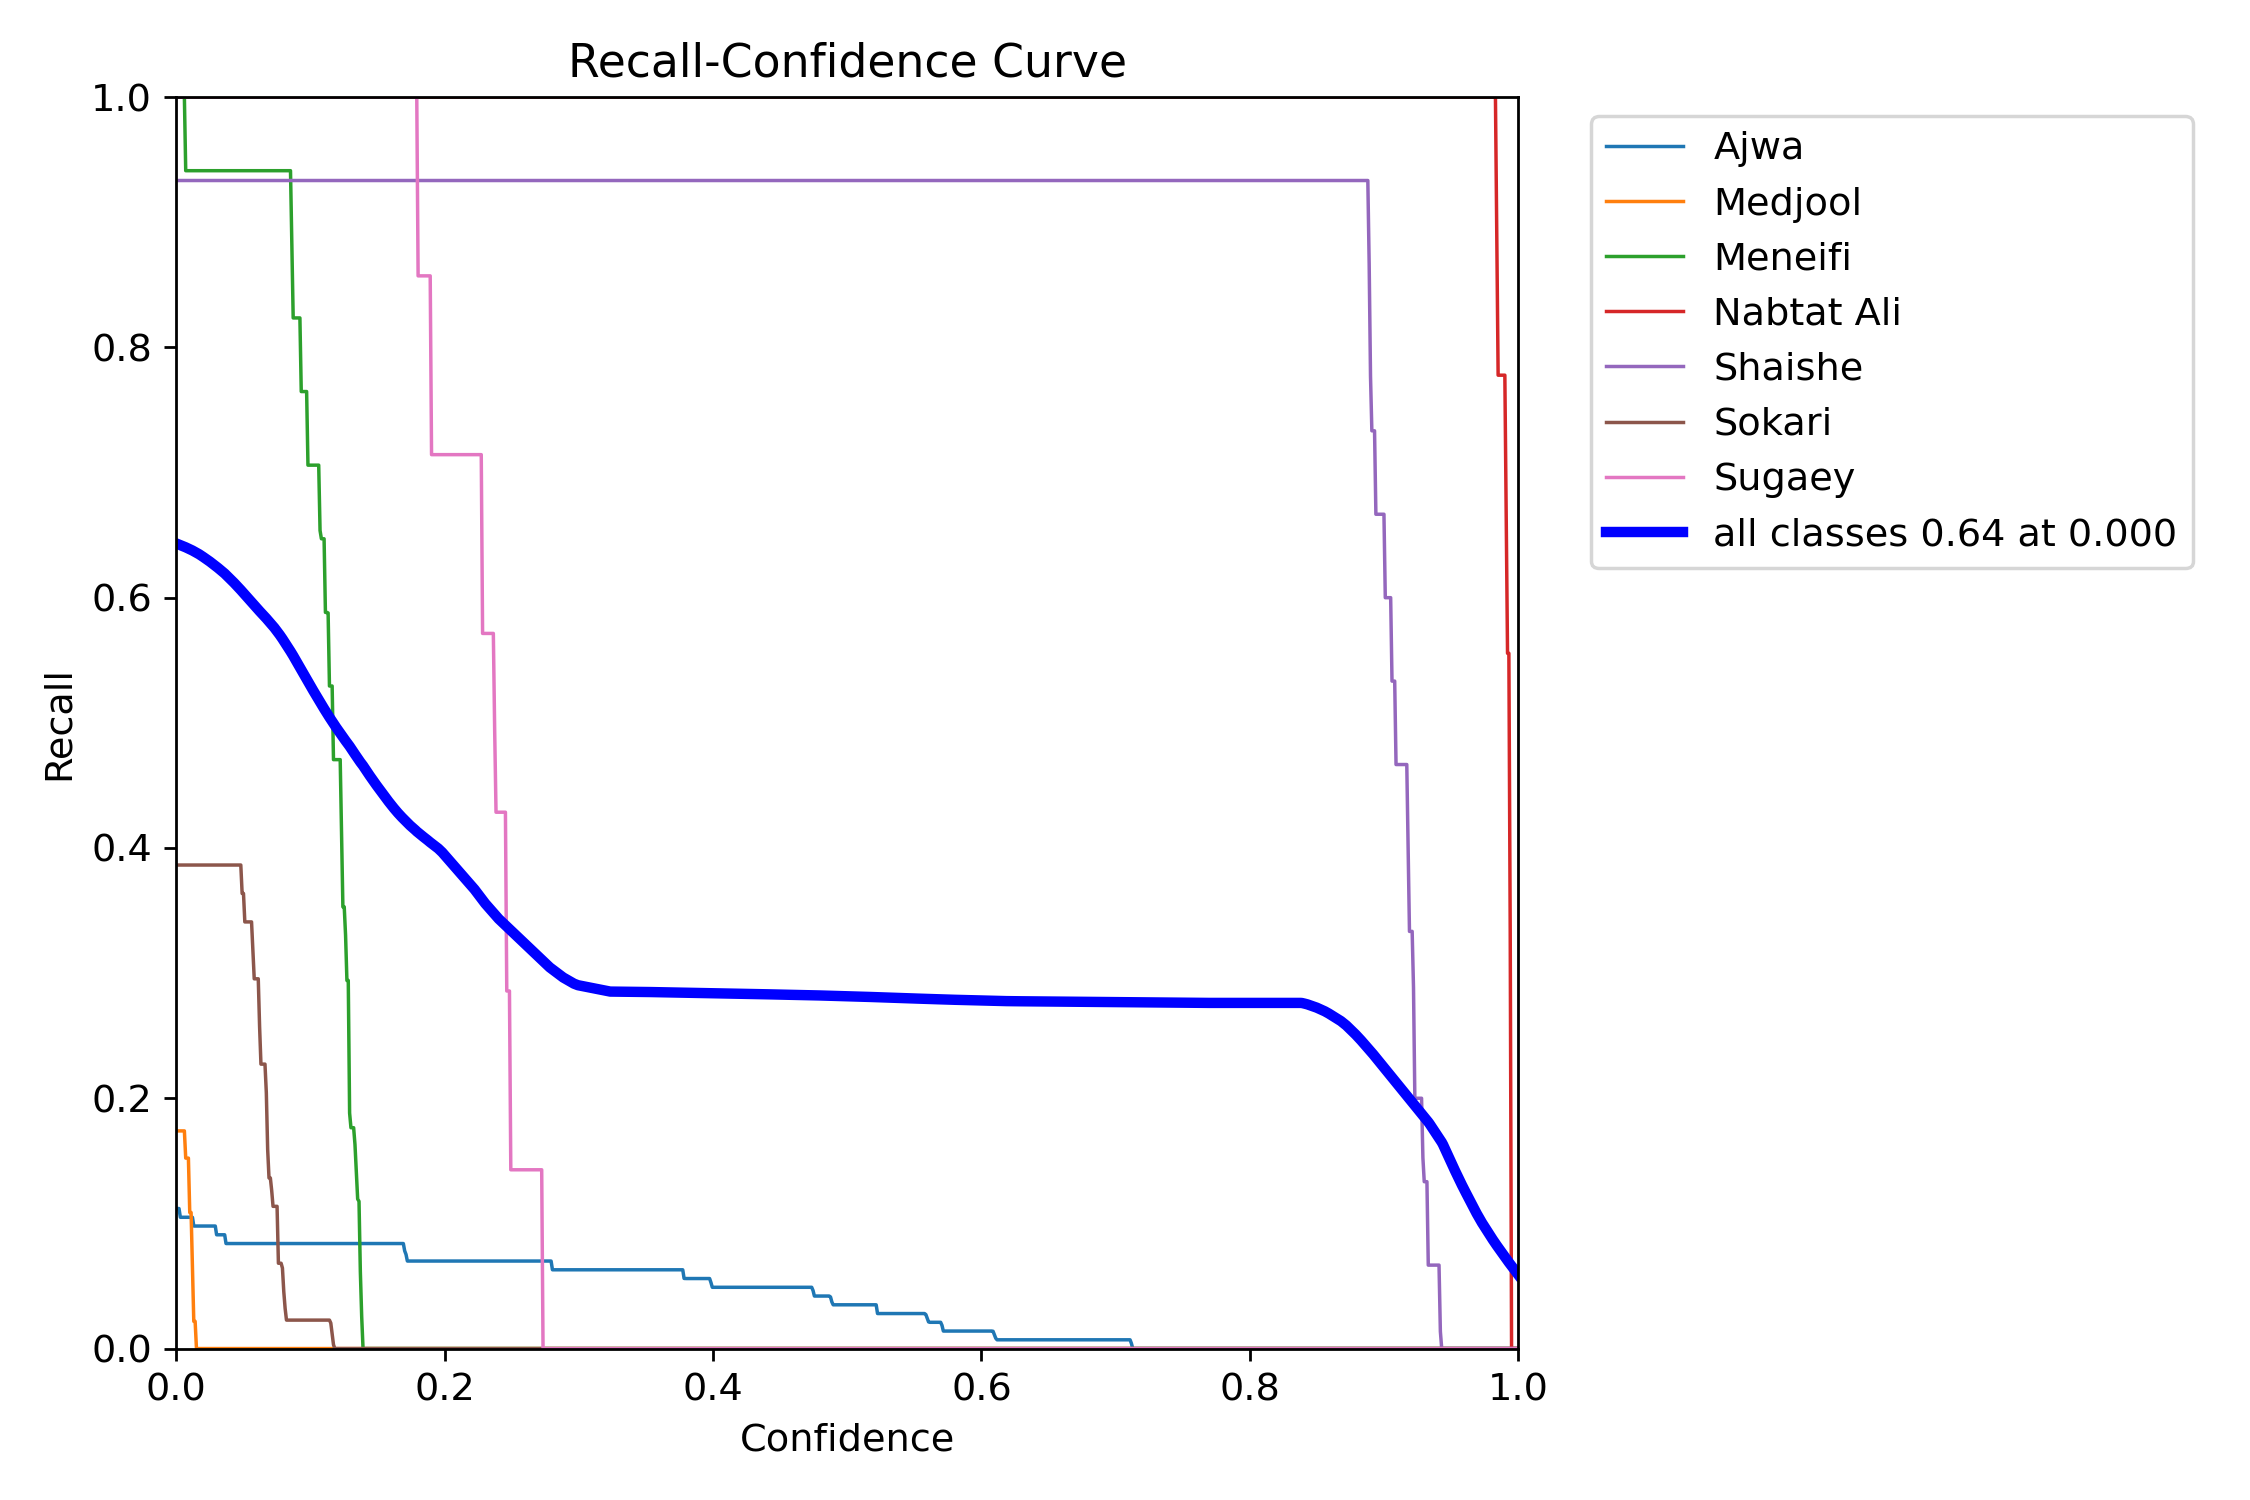 Recall-Confidence Curve
1.0
0.8
0.6
0.4
0.2
0.0
Recall
0.0 0.2 0.4 0.6 0.8 1.0
Confidence
Ajwa
Medjool
Meneifi
Nabtat Ali
Shaishe
Sokari
Sugaey
all classes 0.64 at 0.000